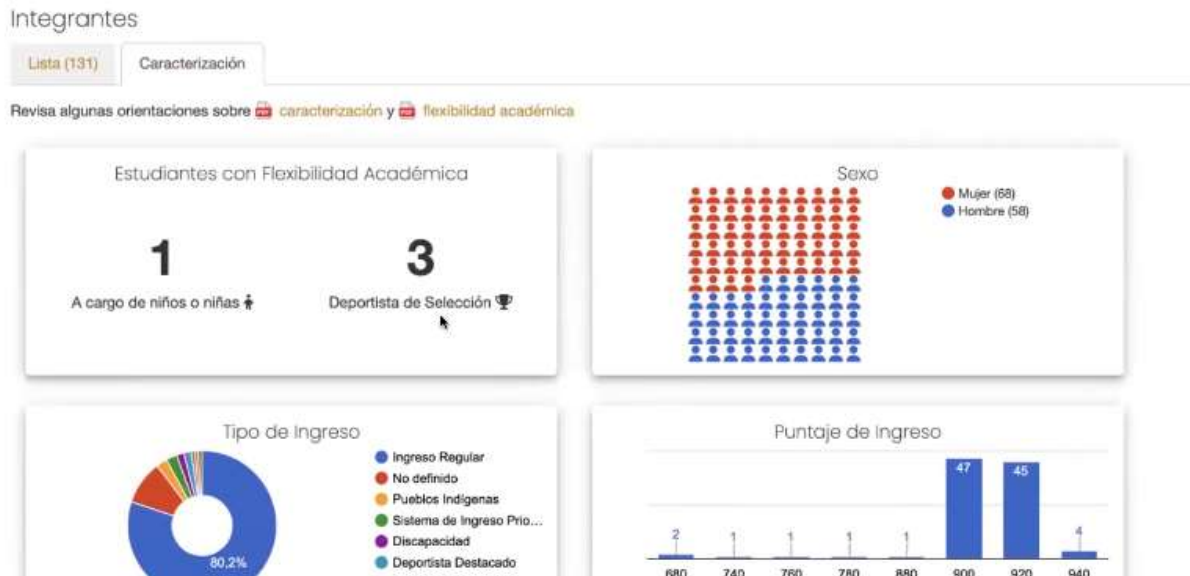 Integrantes
Lista (131)
Caracterización
Revisa algunas orientaciones sobre PDF caracterización y PDF flexibilidad académica
Estudiantes con Flexibilidad Académica
1
A cargo de niños o niñas
3
Deportista de Selección
Sexo
Mujer (68)
Hombre (58)
Tipo de Ingreso
80,2%
Ingreso Regular
No definido
Pueblos Indígenas
Sistema de Ingreso Prio...
Discapacidad
Deportista Destacado
Puntaje de Ingreso
2 1 1 1 1 47 45 4
680 740 760 780 880 900 920 940